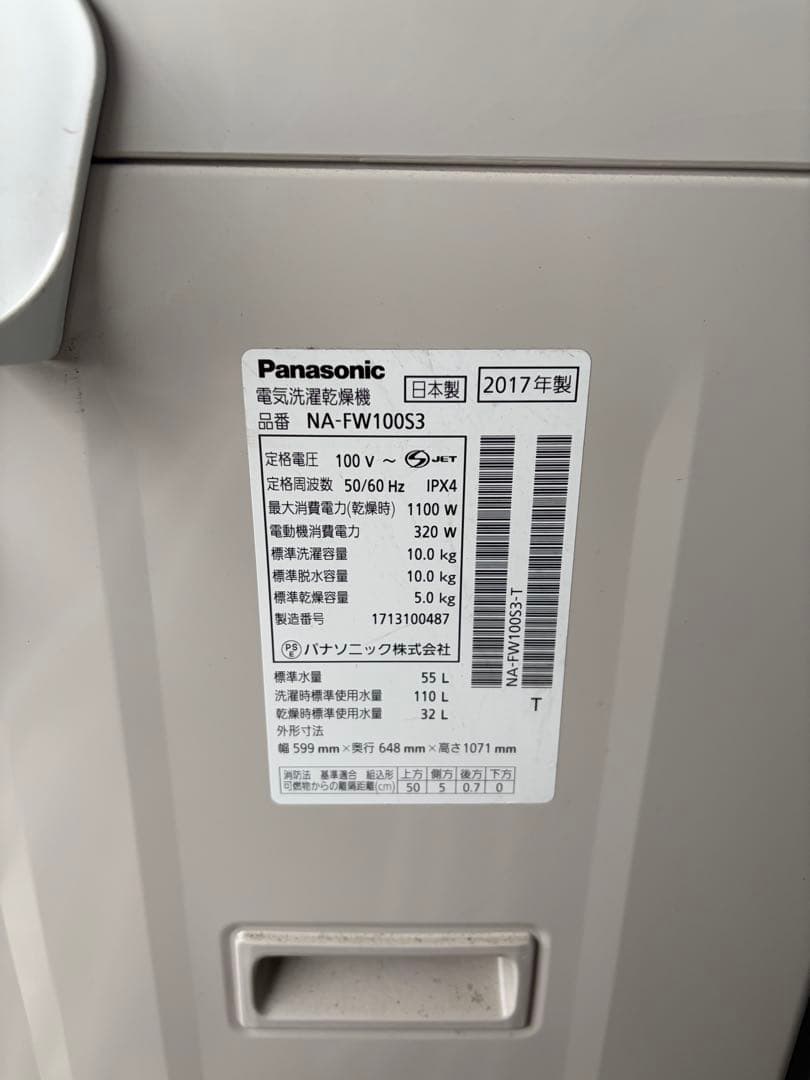 Panasonic
電気洗濯乾燥機 日本製 2017年製
品番 NA-FW100S3
定格電圧 100 V ～ S JET
定格周波数 50/60 Hz IPX4
最大消費電力(乾燥時) 1100 W
電動機消費電力 320 W
標準洗濯容量 10.0 kg
標準脱水容量 10.0 kg
標準乾燥容量 5.0 kg
製造番号 1713100487
PSE パナソニック株式会社
NA-FW100S3-T
T
標準水量 55 L
洗濯時標準使用水量 110 L
乾燥時標準使用水量 32 L
外形寸法
幅 599 mm×奥行 648 mm×高さ1071 mm
消防法 基準適合 組込形 上方 側方 後方 下方
可燃物からの離隔距離(cm) 50 5 0.7 0